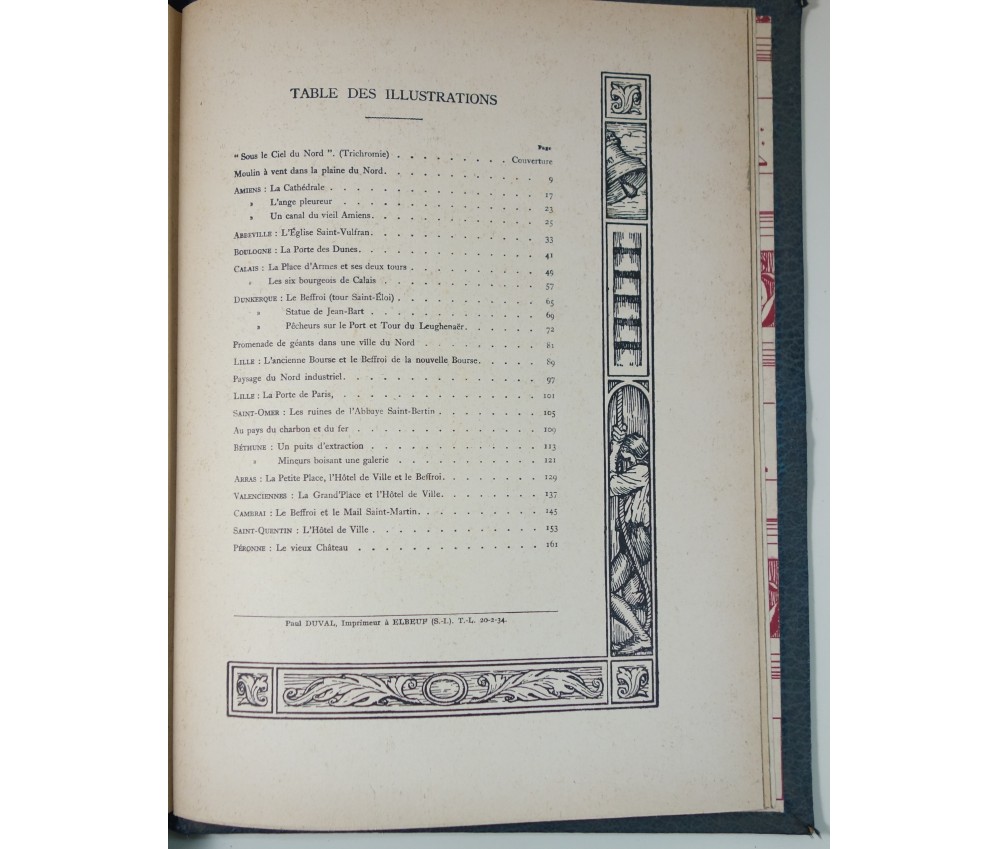 TABLE DES ILLUSTRATIONS
Page
" Sous le Ciel du Nord ". (Trichromie) . . . . . . . . . Couverture
Moulin à vent dans la plaine du Nord. . . . . . . . . . 9
AMIENS : La Cathédrale . . . . . . . . . . . . . 17
» L'ange pleureur . . . . . . . . . . . . 23
» Un canal du vieil Amiens. . . . . . . . . . . 25
ABBEVILLE : L'Église Saint-Vulfran. . . . . . . . . . . 33
BOULOGNE : La Porte des Dunes. . . . . . . . . . . . 41
CALAIS : La Place d'Armes et ses deux tours . . . . . . . . 49
» Les six bourgeois de Calais . . . . . . . . . . 57
DUNKERQUE : Le Beffroi (tour Saint-Éloi) . . . . . . . . . 65
» Statue de Jean-Bart . . . . . . . . . . . 69
» Pêcheurs sur le Port et Tour du Leughenaër. . . . . 72
Promenade de géants dans une ville du Nord . . . . . . . . 81
LILLE : L'ancienne Bourse et le Beffroi de la nouvelle Bourse. . . . 89
Paysage du Nord industriel. . . . . . . . . . . . . 97
LILLE : La Porte de Paris, . . . . . . . . . . . . . 101
SAINT-OMER : Les ruines de l'Abbaye Saint-Bertin . . . . . . . 105
Au pays du charbon et du fer . . . . . . . . . . . . 109
BÉTHUNE : Un puits d'extraction . . . . . . . . . . . 113
» Mineurs boisant une galerie . . . . . . . . . 121
ARRAS : La Petite Place, l'Hôtel de Ville et le Beffroi. . . . . . . 129
VALENCIENNES : La Grand'Place et l'Hôtel de Ville. . . . . . . 137
CAMBRAI : Le Beffroi et le Mail Saint-Martin. . . . . . . . . 145
SAINT-QUENTIN : L'Hôtel de Ville . . . . . . . . . . . 153
PÉRONNE : Le vieux Château . . . . . . . . . . . . 161
Paul DUVAL, Imprimeur à ELBEUF (S.-I.). T.-L. 20-2-34.